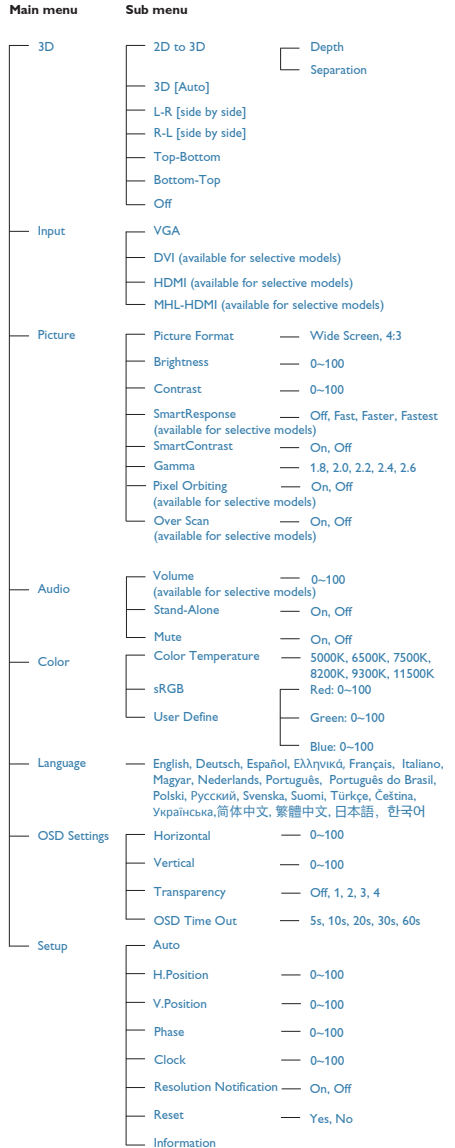 Main menu Sub menu
3D 2D to 3D Depth
Separation
3D [Auto]
L-R [side by side]
R-L [side by side]
Top-Bottom
Bottom-Top
Off
Input VGA
DVI (available for selective models)
HDMI (available for selective models)
MHL-HDMI (available for selective models)
Picture Picture Format Wide Screen, 4:3
Brightness 0~100
Contrast 0~100
SmartResponse Off, Fast, Faster, Fastest
(available for selective models)
SmartContrast On, Off
Gamma 1.8, 2.0, 2.2, 2.4, 2.6
Pixel Orbiting On, Off
(available for selective models)
Over Scan On, Off
(available for selective models)
Audio Volume 0~100
(available for selective models)
Stand-Alone On, Off
Mute On, Off
Color Color Temperature 5000K, 6500K, 7500K,
8200K, 9300K, 11500K
sRGB Red: 0~100
User Define Green: 0~100
Blue: 0~100
Language English, Deutsch, Español, Ελληνικά, Français, Italiano,
Magyar, Nederlands, Português, Português do Brasil,
Polski, Русский, Svenska, Suomi, Türkçe, Čeština,
Українська,简体中文, 繁體中文, 日本語, 한국어
OSD Settings Horizontal 0~100
Vertical 0~100
Transparency Off, 1, 2, 3, 4
OSD Time Out 5s, 10s, 20s, 30s, 60s
Setup Auto
H.Position 0~100
V.Position 0~100
Phase 0~100
Clock 0~100
Resolution Notification On, Off
Reset Yes, No
Information